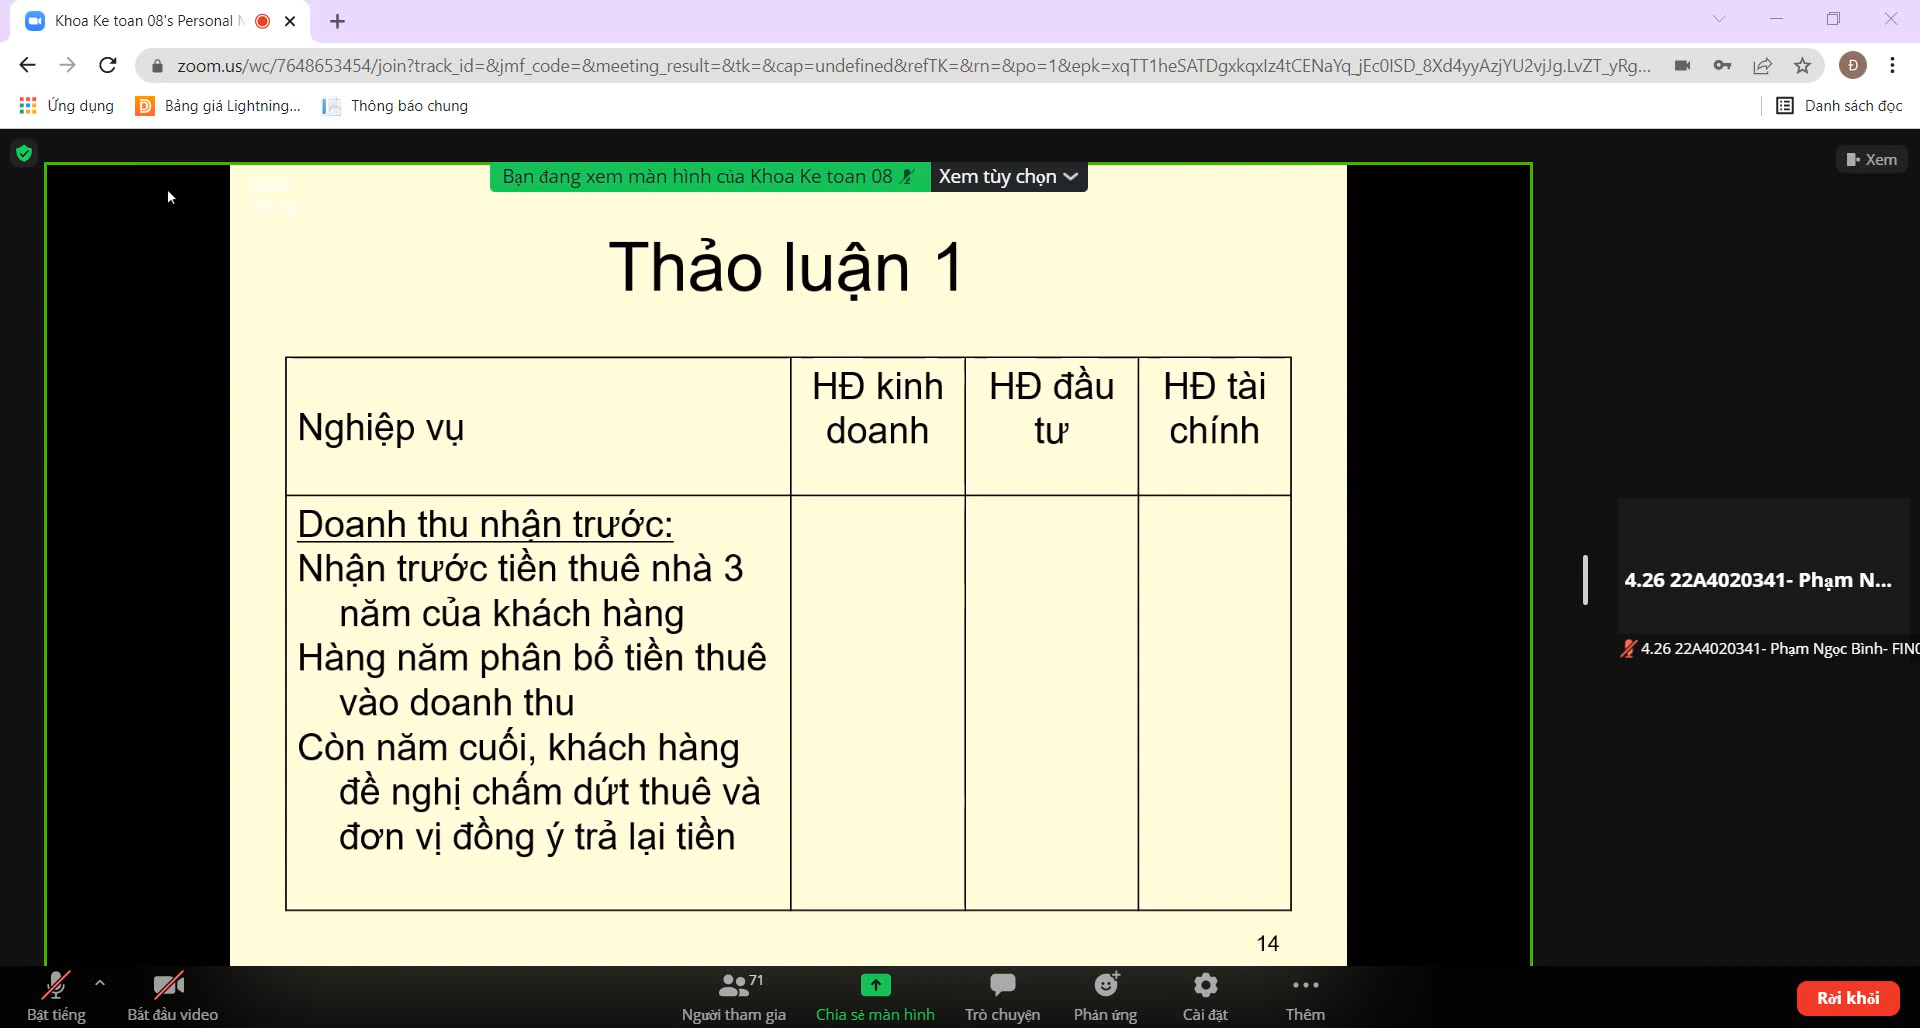 Khoa Ke toan 08's Personal
zoom.us/wc/7648653454/join?track_id=&jmf_code=&meeting_result=&tk=&cap=undefined&refTK=&rn=&po=1&epk=xqTT1heSATDgxkqxIz4tCENaYq_jEc0ISD_8Xd4yyAzjYU2vjJg.LvZT_yRg...
Đ
Ứng dụng
Bảng giá Lightning...
Thông báo chung
Danh sách đọc
Bạn đang xem màn hình của Khoa Ke toan 08
Xem tùy chọn
Xem
Thảo luận 1
Nghiệp vụ
HĐ kinh
doanh
HĐ đầu
tư
HĐ tài
chính
Doanh thu nhận trước:
Nhận trước tiền thuê nhà 3
năm của khách hàng
Hàng năm phân bổ tiền thuê
vào doanh thu
Còn năm cuối, khách hàng
đề nghị chấm dứt thuê và
đơn vị đồng ý trả lại tiền
14
4.26 22A4020341- Phạm N...
4.26 22A4020341- Phạm Ngọc Bình- FIN
Bật tiếng
Bắt đầu video
71
Người tham gia
Chia sẻ màn hình
Trò chuyện
Phản ứng
Cài đặt
Thêm
Rời khỏi